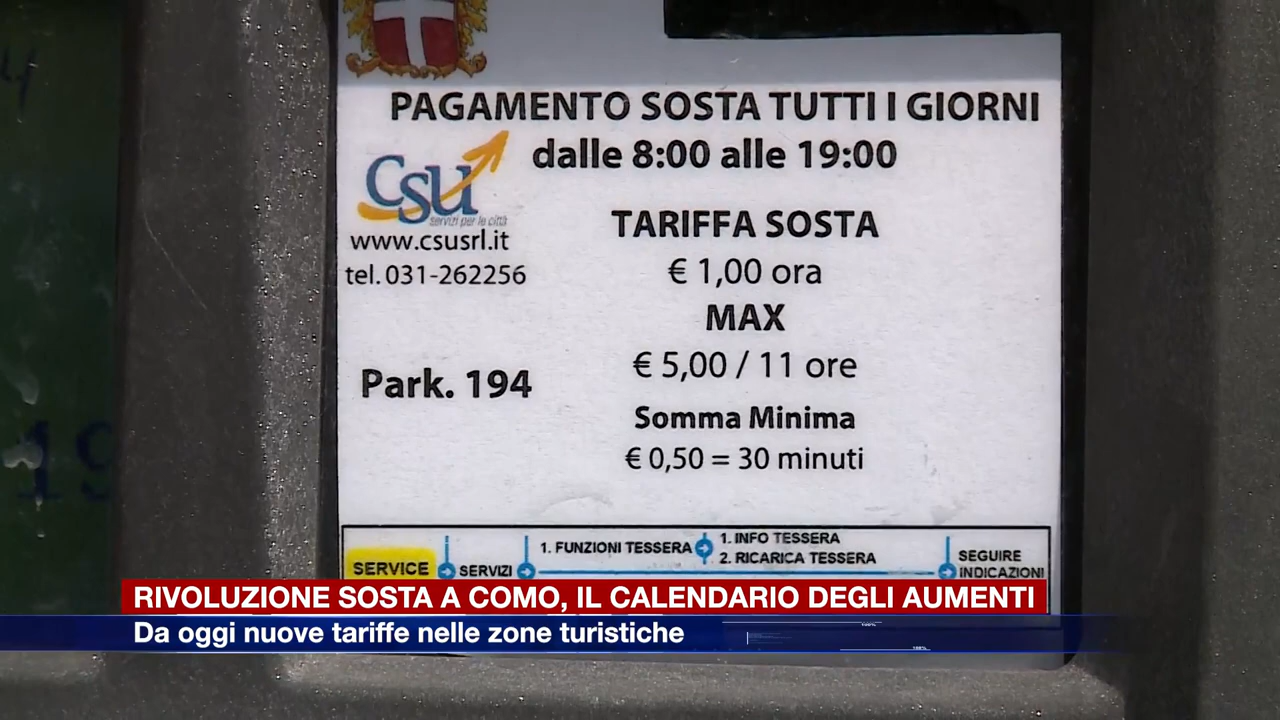 PAGAMENTO SOSTA TUTTI I GIORNI
dalle 8:00 alle 19:00
CSU
servizi per le città
www.csusrl.it
tel. 031-262256
TARIFFA SOSTA
€ 1,00 ora
MAX
€ 5,00 / 11 ore
Park. 194
Somma Minima
€ 0,50 = 30 minuti
SERVICE
SERVIZI
1. FUNZIONI TESSERA
1. INFO TESSERA
2. RICARICA TESSERA
SEGUIRE
INDICAZIONI
RIVOLUZIONE SOSTA A COMO, IL CALENDARIO DEGLI AUMENTI
Da oggi nuove tariffe nelle zone turistiche